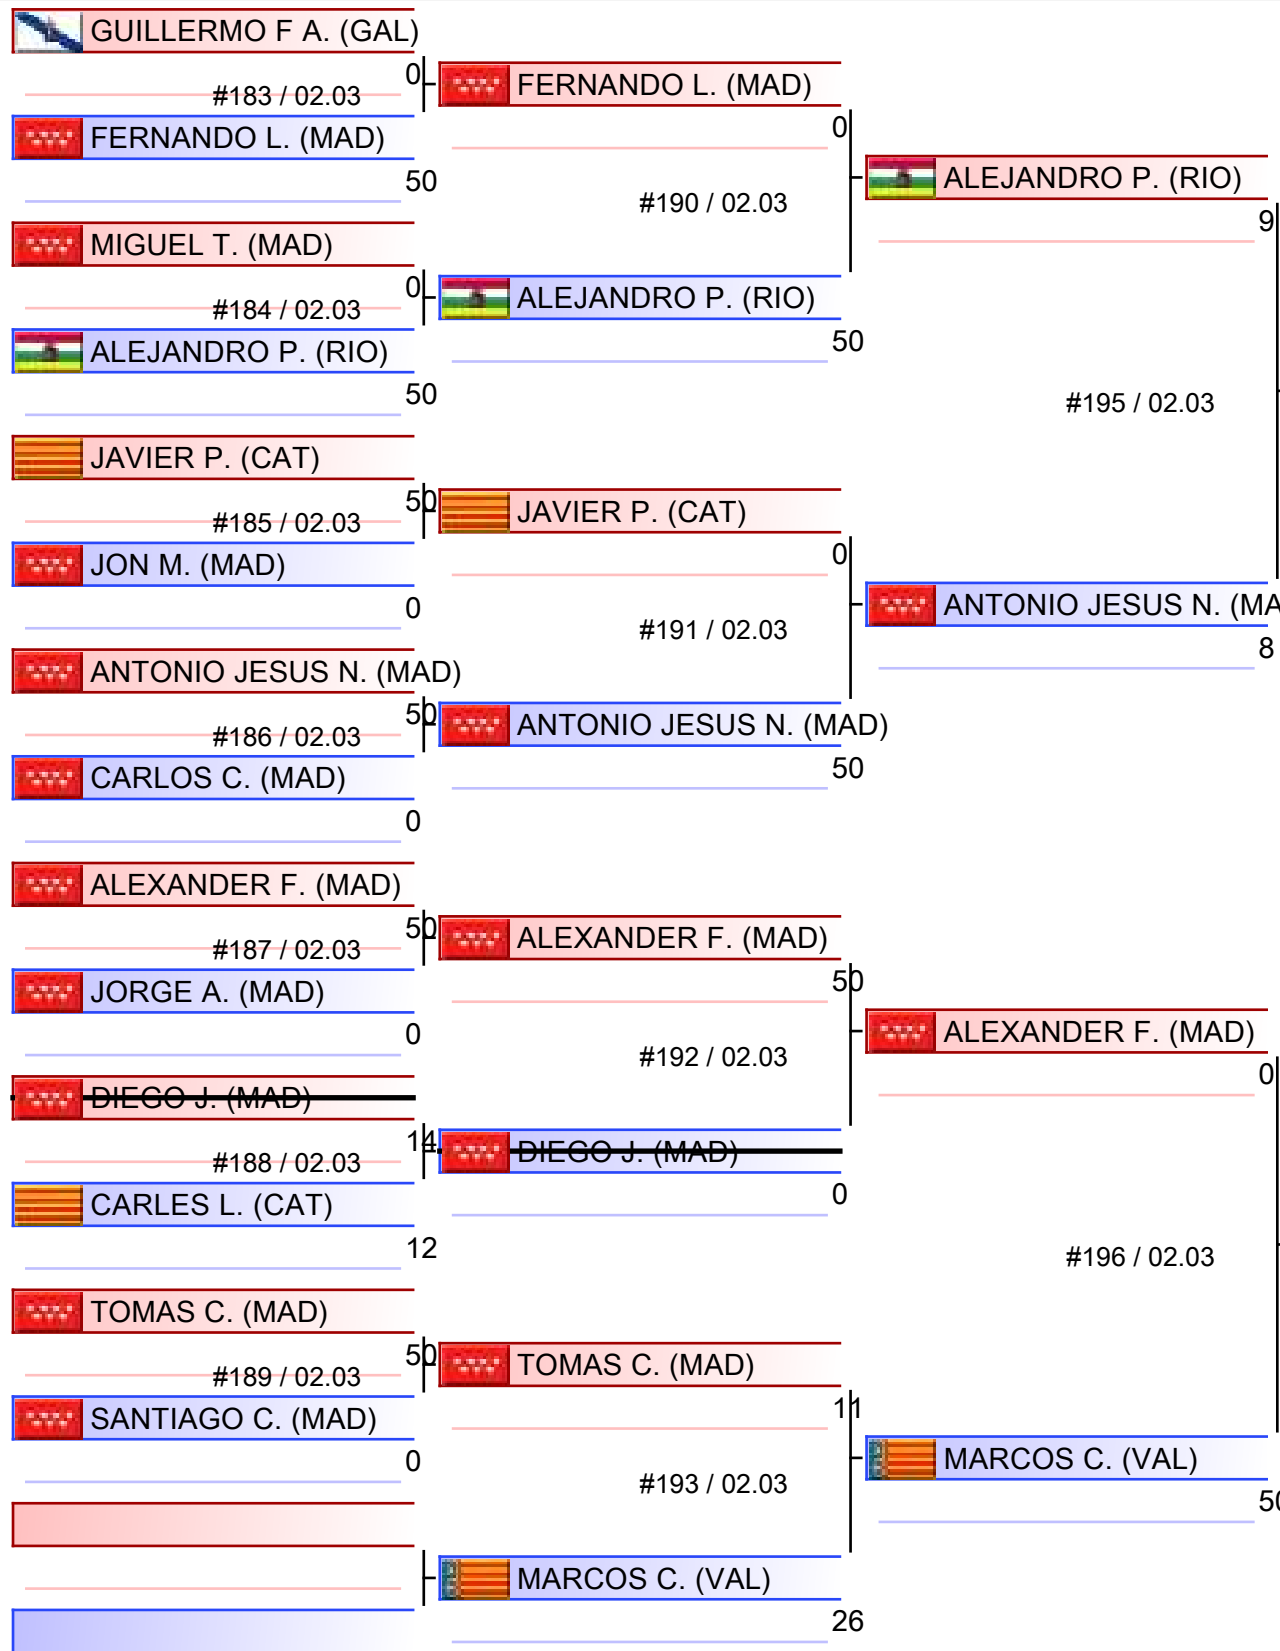 GUILLERMO F A. (GAL)
0
#183 / 02.03
FERNANDO L. (MAD)
50
MIGUEL T. (MAD)
0
#184 / 02.03
ALEJANDRO P. (RIO)
50
JAVIER P. (CAT)
50
#185 / 02.03
JON M. (MAD)
0
ANTONIO JESUS N. (MAD)
50
#186 / 02.03
CARLOS C. (MAD)
0
ALEXANDER F. (MAD)
50
#187 / 02.03
JORGE A. (MAD)
0
DIEGO J. (MAD)
14
#188 / 02.03
CARLES L. (CAT)
12
TOMAS C. (MAD)
50
#189 / 02.03
SANTIAGO C. (MAD)
0
FERNANDO L. (MAD)
0
#190 / 02.03
ALEJANDRO P. (RIO)
50
JAVIER P. (CAT)
0
#191 / 02.03
ANTONIO JESUS N. (MAD)
50
ALEXANDER F. (MAD)
50
#192 / 02.03
DIEGO J. (MAD)
0
TOMAS C. (MAD)
11
#193 / 02.03
MARCOS C. (VAL)
26
ALEJANDRO P. (RIO)
9
#195 / 02.03
ANTONIO JESUS N. (MA
8
ALEXANDER F. (MAD)
0
#196 / 02.03
MARCOS C. (VAL)
50